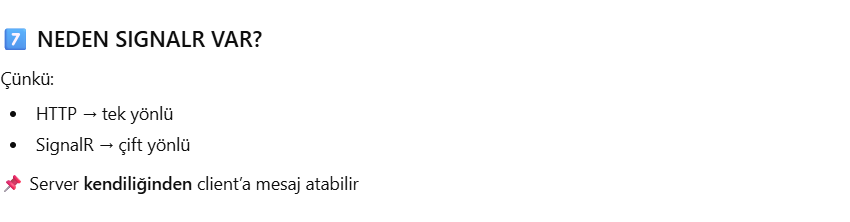 7️⃣ NEDEN SIGNALR VAR?
Çünkü:
• HTTP → tek yönlü
• SignalR → çift yönlü
📌 Server kendiliğinden client’a mesaj atabilir